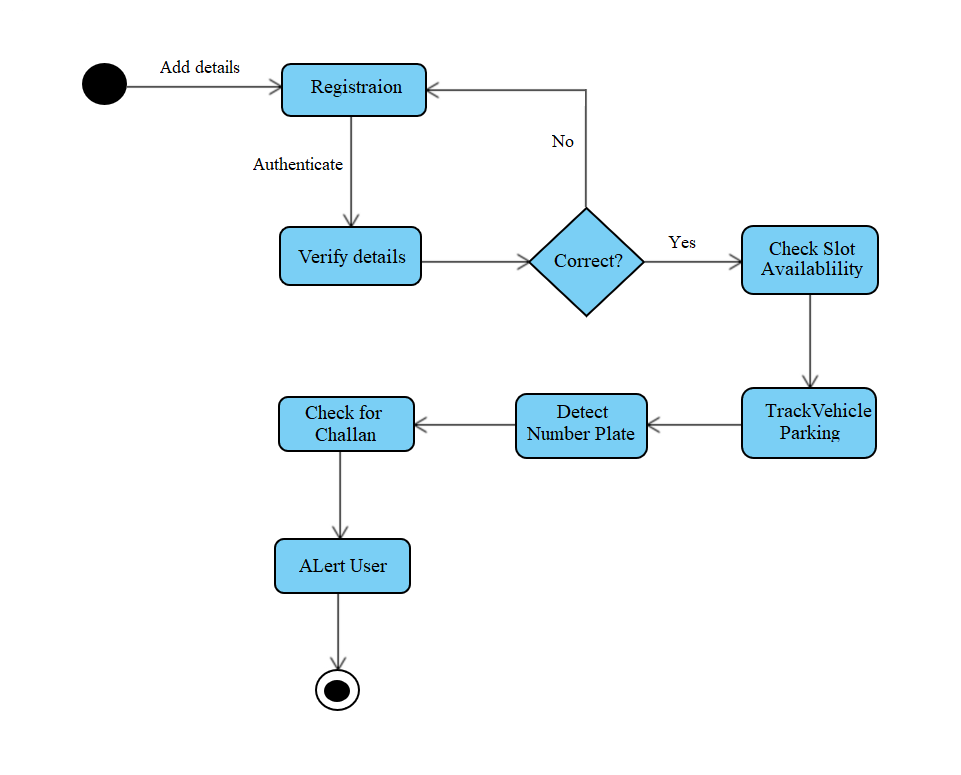 Add details
Registraion
No
Authenticate
Verify details
Correct?
Yes
Check Slot
Availablility
TrackVehicle
Parking
Detect
Number Plate
Check for
Challan
ALert User